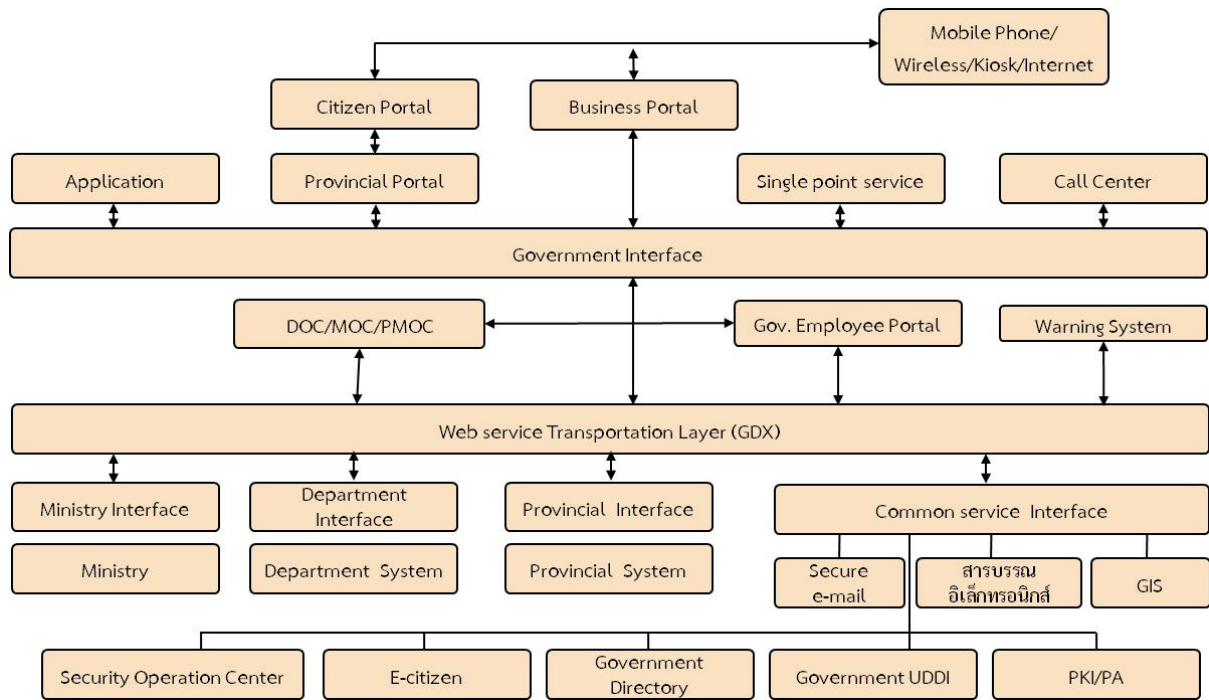 Mobile Phone/
Wireless/Kiosk/Internet
Citizen Portal
Business Portal
Application
Provincial Portal
Single point service
Call Center
Government Interface
DOC/MOC/PMOC
Gov. Employee Portal
Warning System
Web service Transportation Layer (GDX)
Ministry Interface
Department
Interface
Provincial Interface
Common service Interface
Ministry
Department System
Provincial System
Secure
e-mail
สารบรรณ
อิเล็กทรอนิกส์
GIS
Security Operation Center
E-citizen
Government
Directory
Government UDDI
PKI/PA